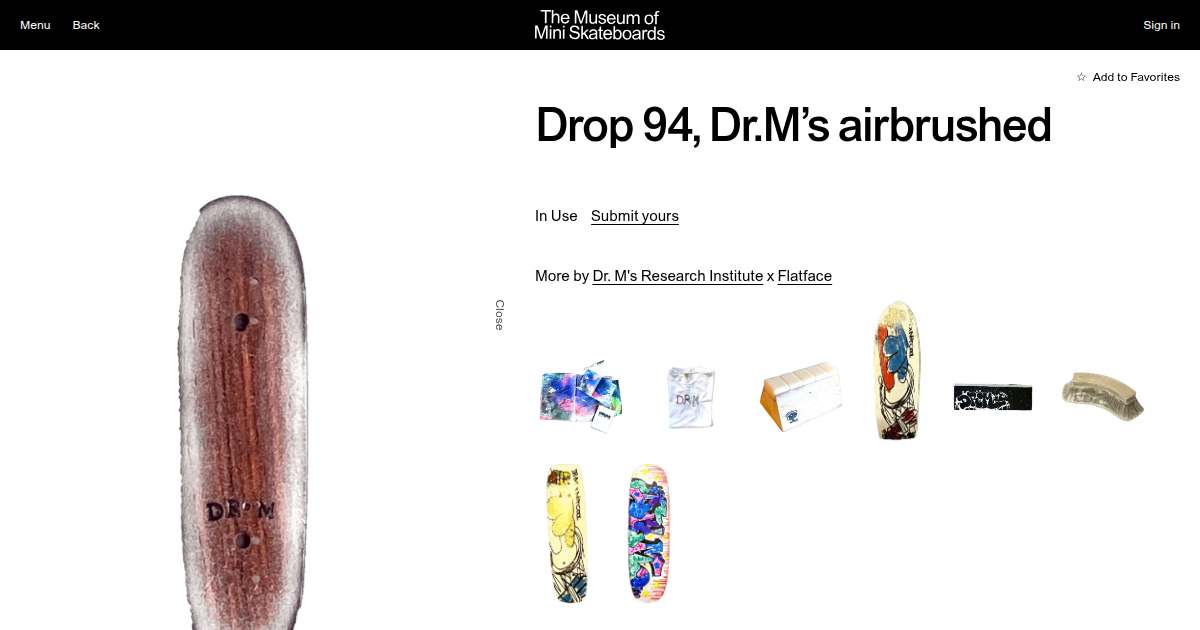 Menu
Back
The Museum of
Mini Skateboards
Sign in
☆ Add to Favorites
Drop 94, Dr.M’s airbrushed
In Use Submit yours
More by Dr. M's Research Institute x Flatface
Close
DR M
DR M